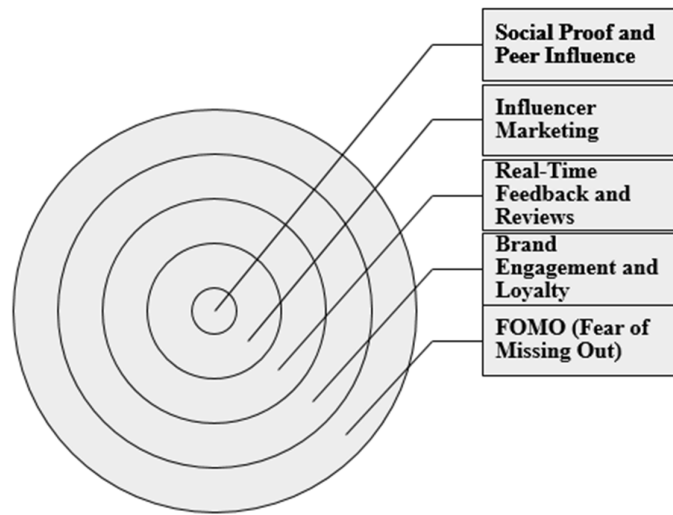 Social Proof and
Peer Influence
Influencer
Marketing
Real-Time
Feedback and
Reviews
Brand
Engagement and
Loyalty
FOMO (Fear of
Missing Out)